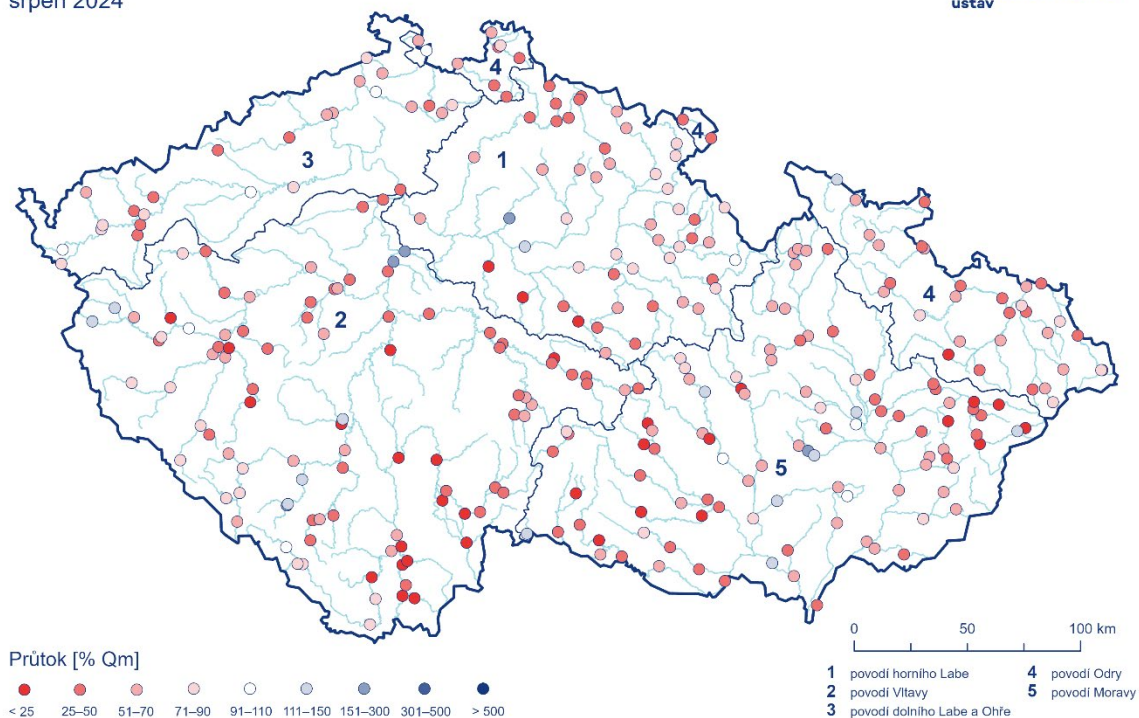 srpen 2024
ústav
4
4
3
1
2
4
5
0 50 100 km
Průtok [% Qm]
< 25 25–50 51–70 71–90 91–110 111–150 151–300 301–500 > 500
1 povodí horního Labe 4 povodí Odry
2 povodí Vltavy 5 povodí Moravy
3 povodí dolního Labe a Ohře